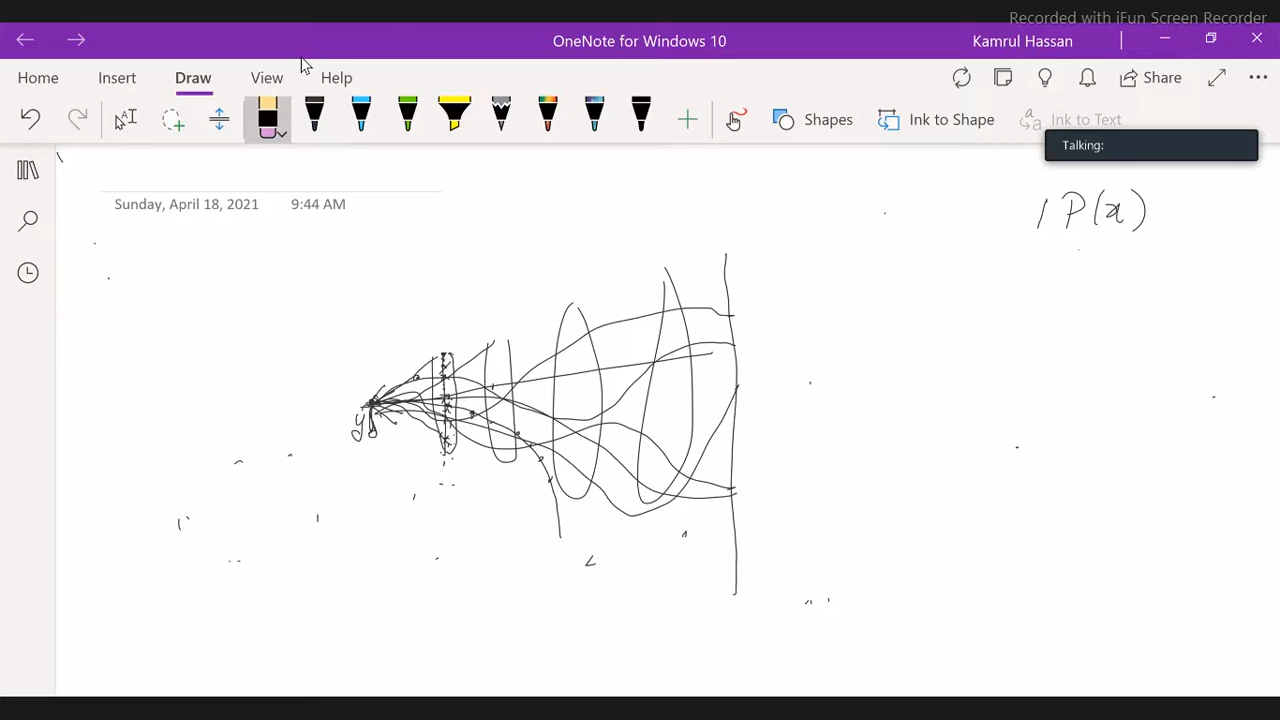 Recorded with iFun Screen Recorder
OneNote for Windows 10
Kamrul Hassan
Home Insert Draw View Help
Share
Shapes
Ink to Shape
Ink to Text
Talking:
Sunday, April 18, 2021 9:44 AM
P(x)
y₀